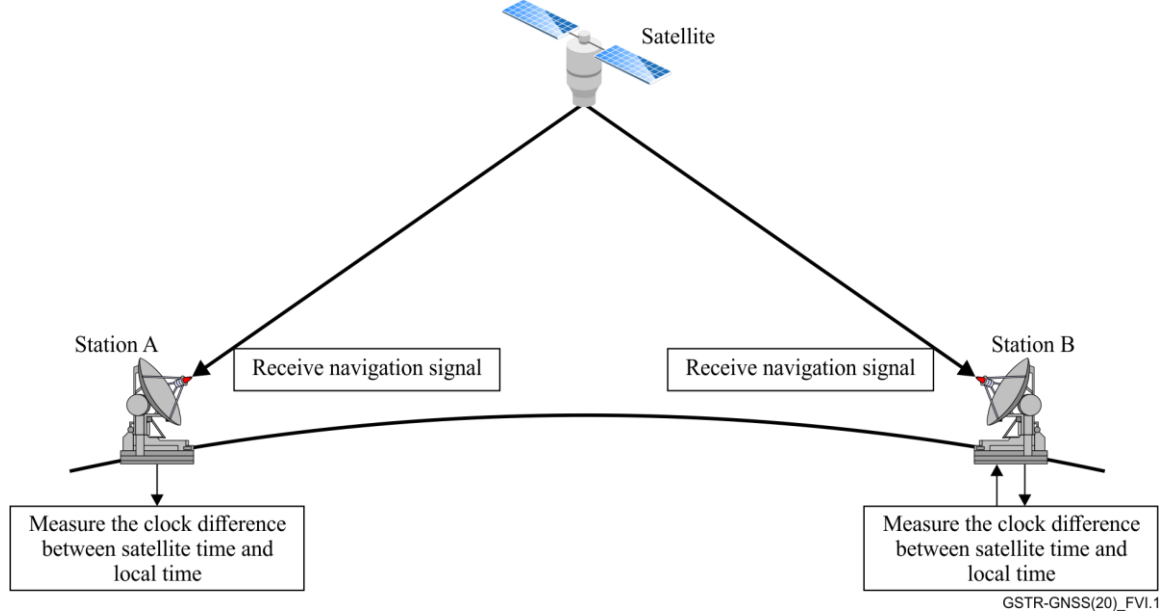 Satellite
Station A
Station B
Receive navigation signal
Receive navigation signal
Measure the clock difference
between satellite time and
local time
Measure the clock difference
between satellite time and
local time
GSTR-GNSS(20)_FVI.1